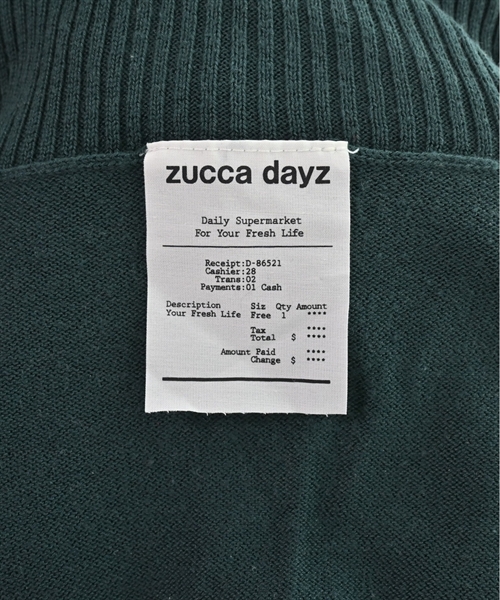 zucca dayz
Daily Supermarket
For Your Fresh Life
Receipt:D-86521
Cashier:28
Trans:02
Payments:01 Cash
Description Siz Qty Amount
Your Fresh Life Free 1 ****
Tax ****
Total $ ****
Amount Paid ****
Change $ ****